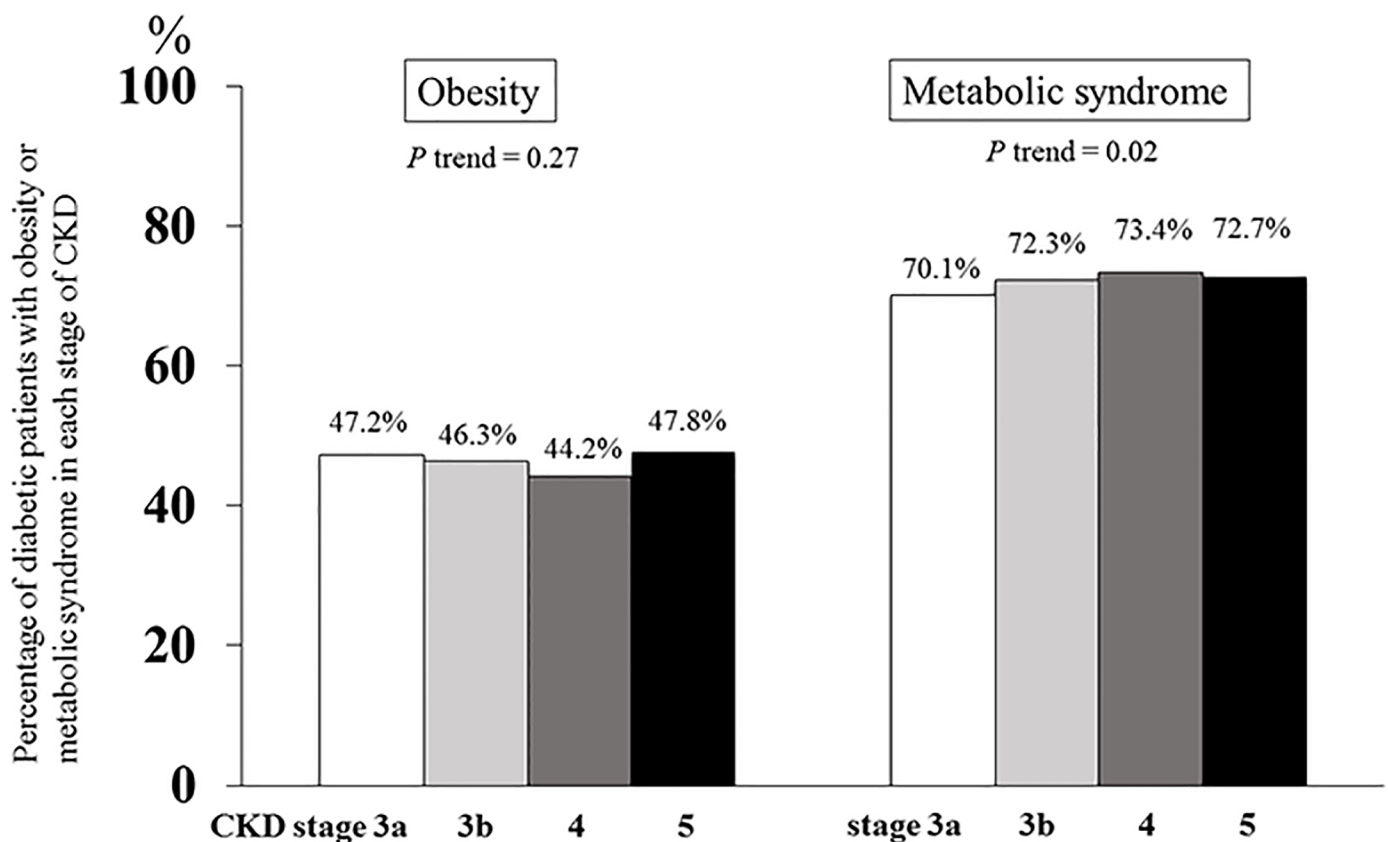 %
100
80
60
40
20
0
Percentage of diabetic patients with obesity or
metabolic syndrome in each stage of CKD
Obesity
P trend = 0.27
47.2%
46.3%
44.2%
47.8%
Metabolic syndrome
P trend = 0.02
70.1%
72.3%
73.4%
72.7%
CKD stage 3a 3b 4 5
stage 3a 3b 4 5